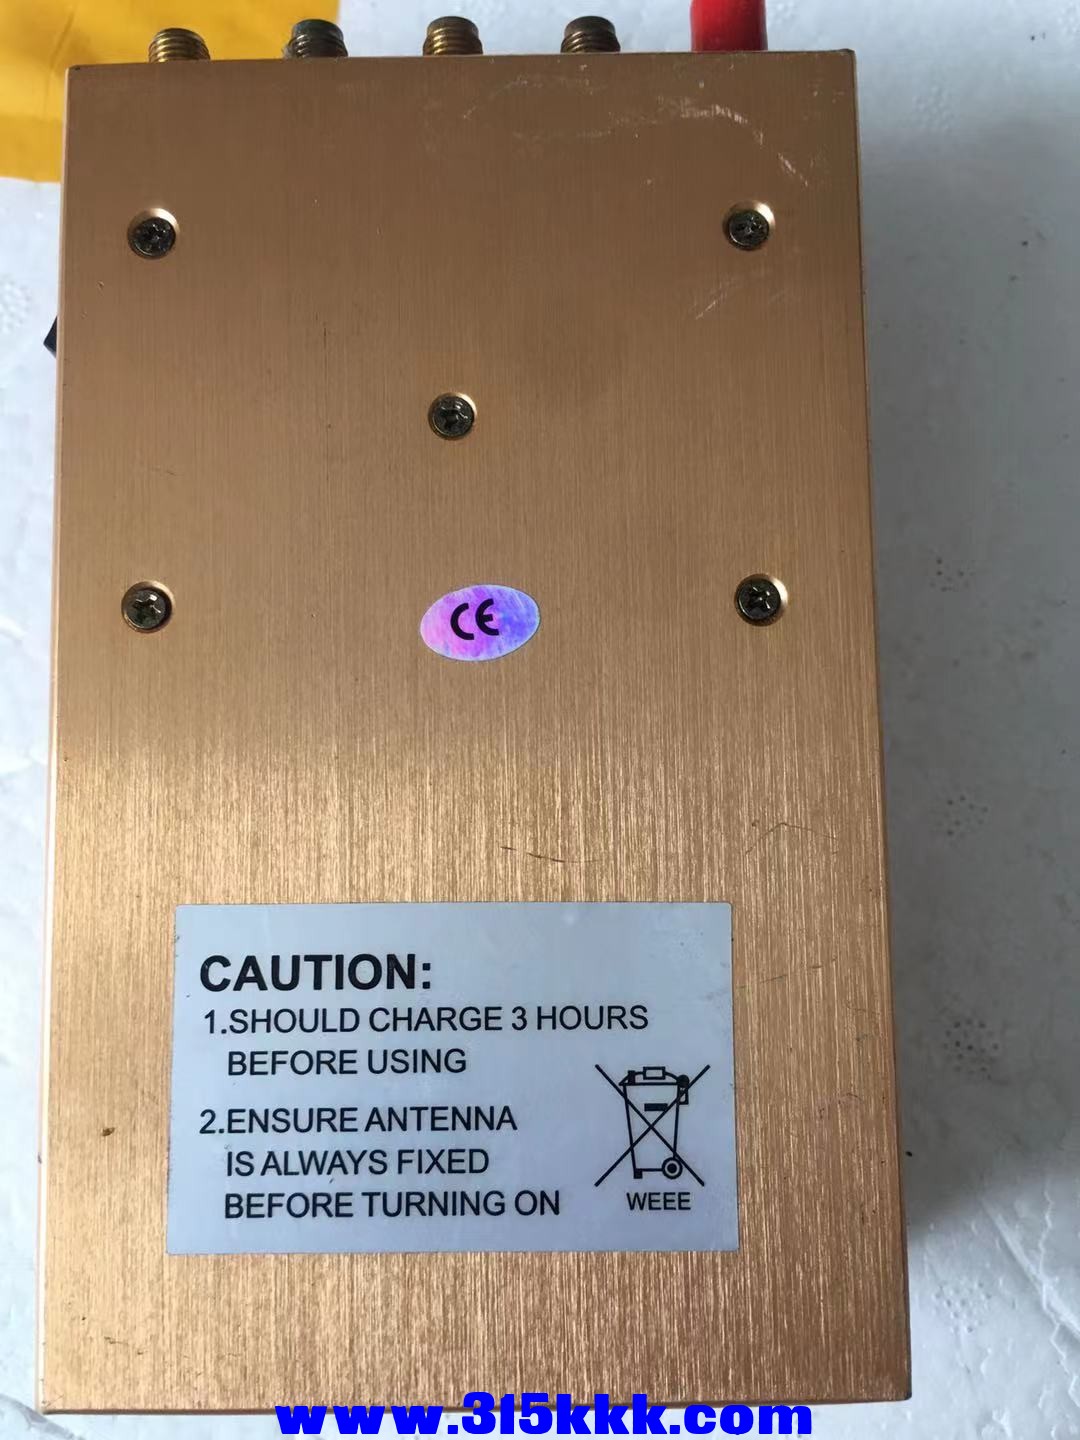 CE
CAUTION:
1.SHOULD CHARGE 3 HOURS
BEFORE USING
2.ENSURE ANTENNA
IS ALWAYS FIXED
BEFORE TURNING ON
WEEE
www.315kkk.com